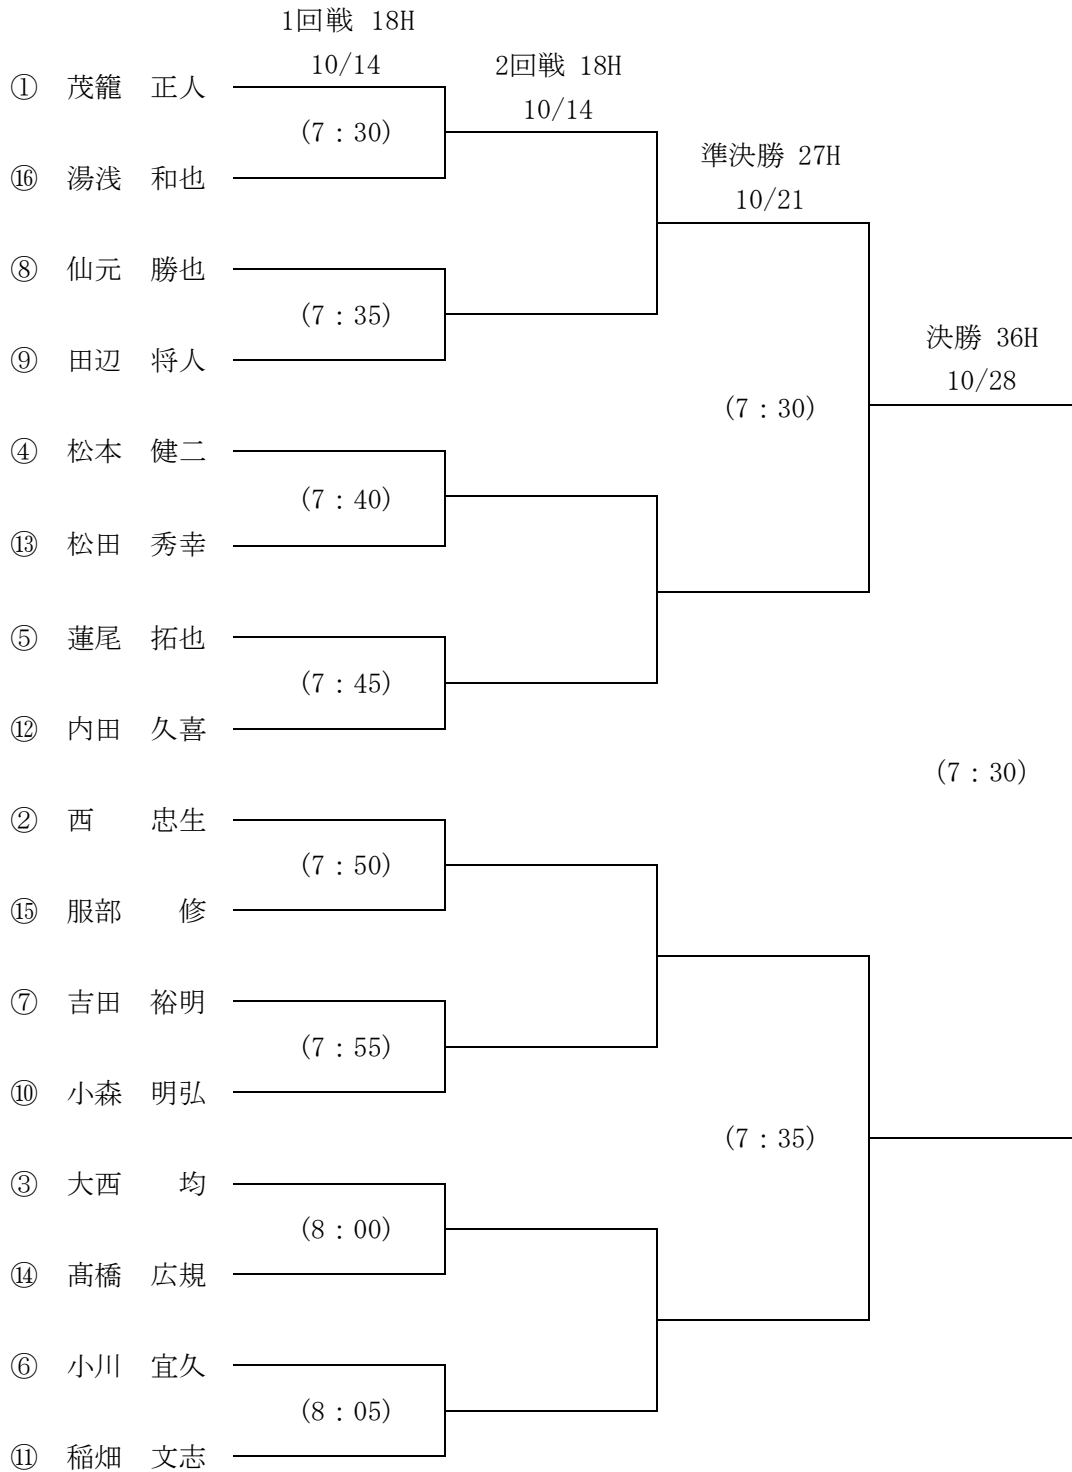 1回戦 18H
10/14
2回戦 18H
10/14
準決勝 27H
10/21
決勝 36H
10/28
① 茂籠 正人
(7：30)
⑯ 湯浅 和也
⑧ 仙元 勝也
(7：35)
⑨ 田辺 将人
(7：30)
④ 松本 健二
(7：40)
⑬ 松田 秀幸
⑤ 蓮尾 拓也
(7：45)
⑫ 内田 久喜
(7：30)
② 西 忠生
(7：50)
⑮ 服部 修
⑦ 吉田 裕明
(7：55)
⑩ 小森 明弘
(7：35)
③ 大西 均
(8：00)
⑭ 髙橋 広規
⑥ 小川 宜久
(8：05)
⑪ 稲畑 文志